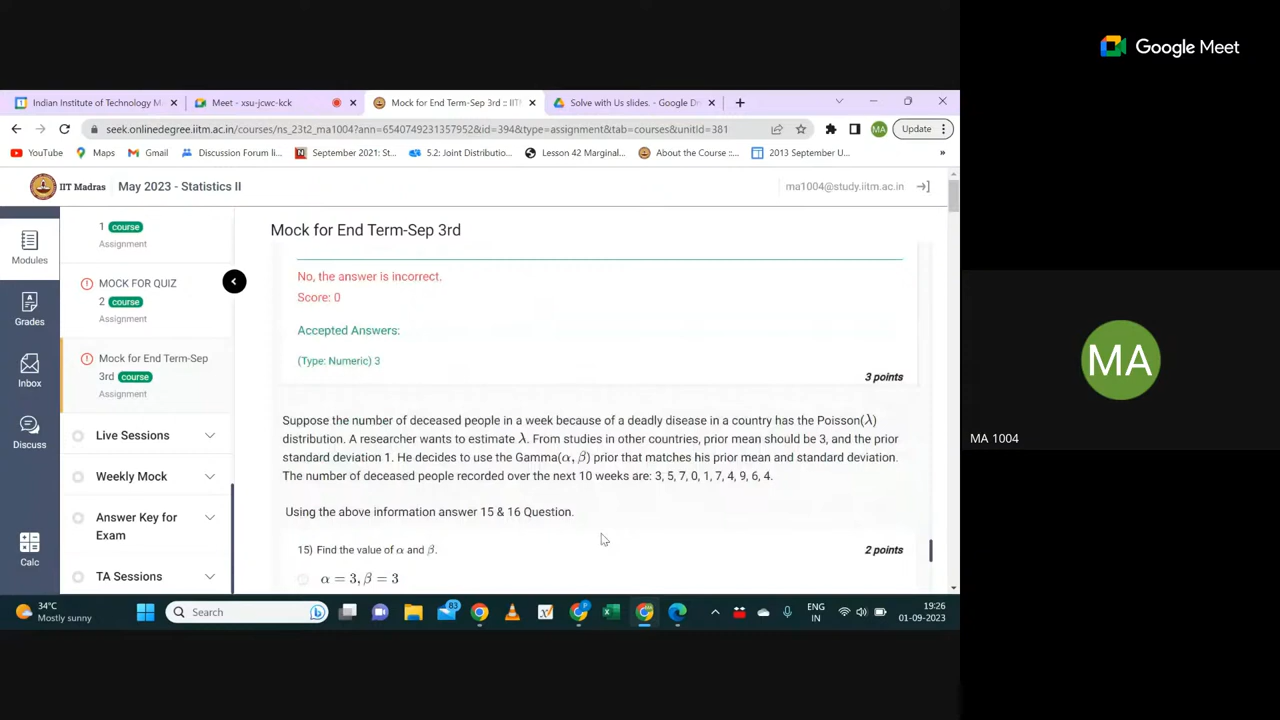 Google Meet
Indian Institute of Technology M
Meet - xsu-jcwc-kck
Mock for End Term-Sep 3rd :: IIT
Solve with Us slides. - Google Dr
seek.onlinedegree.iitm.ac.in/courses/ns_23t2_ma1004?ann=6540749231357952&id=394&type=assignment&tab=courses&unitId=381
MA
Update
YouTube
Maps
Gmail
Discussion Forum li...
September 2021: St...
5.2: Joint Distributio...
Lesson 42 Marginal...
About the Course ::...
2013 September U...
»
IIT Madras
May 2023 - Statistics II
ma1004@study.iitm.ac.in
Modules
Grades
Inbox
Discuss
Calc
1 course
Assignment
MOCK FOR QUIZ
2 course
Assignment
Mock for End Term-Sep
3rd course
Assignment
Live Sessions
Weekly Mock
Answer Key for
Exam
TA Sessions
Mock for End Term-Sep 3rd
No, the answer is incorrect.
Score: 0
Accepted Answers:
(Type: Numeric) 3
3 points
Suppose the number of deceased people in a week because of a deadly disease in a country has the Poisson(λ)
distribution. A researcher wants to estimate λ. From studies in other countries, prior mean should be 3, and the prior
standard deviation 1. He decides to use the Gamma(α, β) prior that matches his prior mean and standard deviation.
The number of deceased people recorded over the next 10 weeks are: 3, 5, 7, 0, 1, 7, 4, 9, 6, 4.
Using the above information answer 15 & 16 Question.
15) Find the value of α and β.
2 points
α = 3, β = 3
MA
MA 1004
34°C
Mostly sunny
Search
83
ENG
IN
19:26
01-09-2023